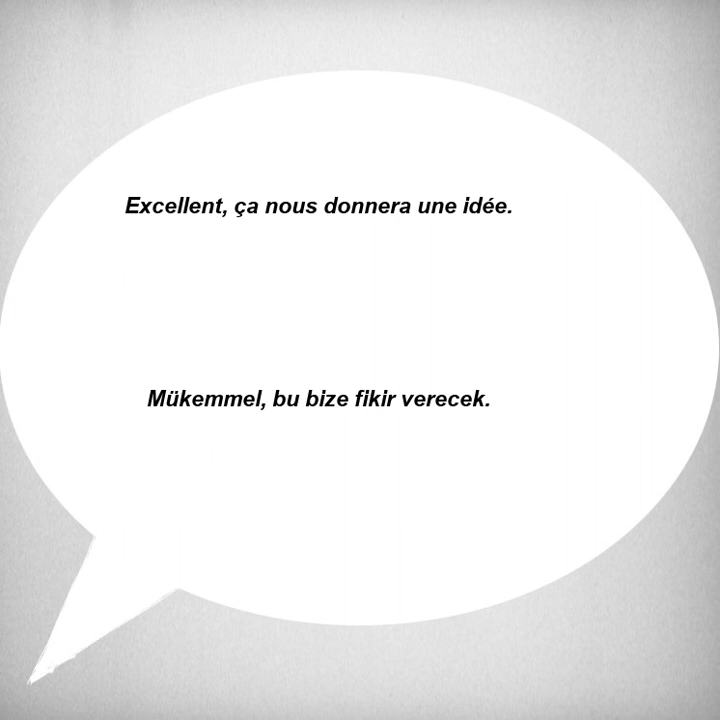 Excellent, ça nous donnera une idée.
Mükemmel, bu bize fikir verecek.